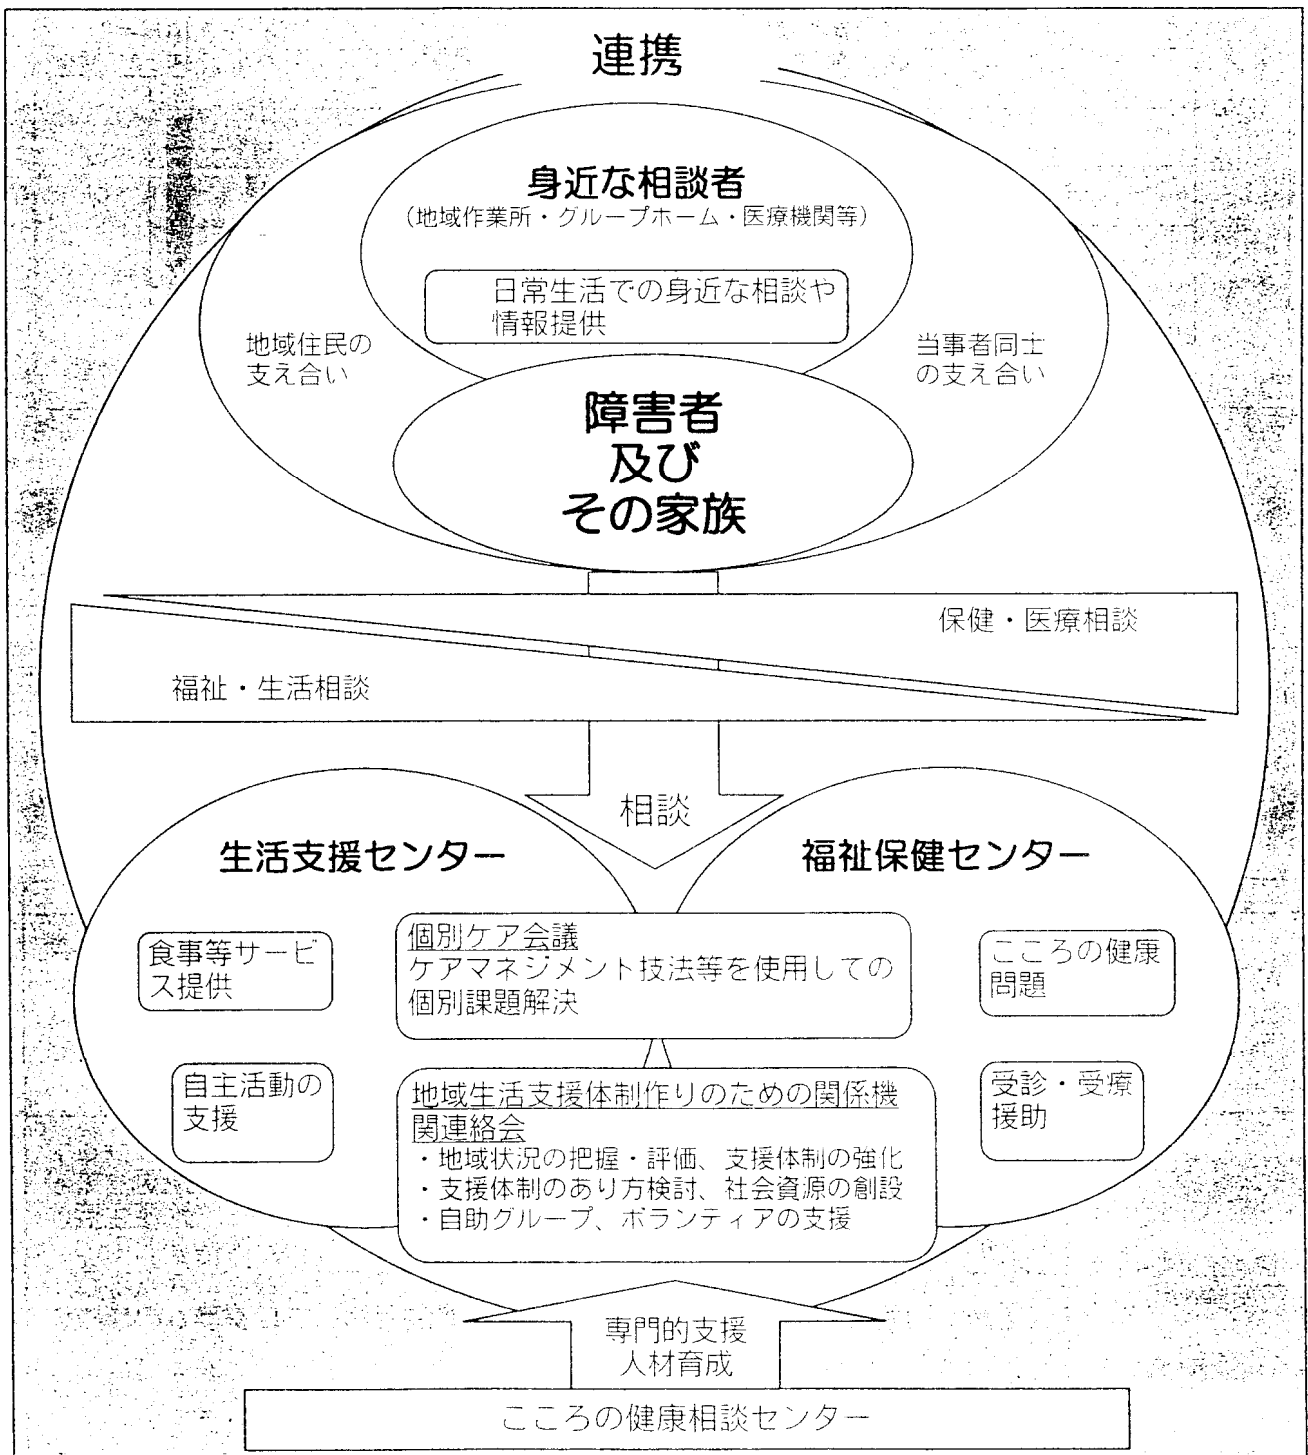 連携
身近な相談者
(地域作業所・グループホーム・医療機関等)
日常生活での身近な相談や
情報提供
地域住民の
支え合い
当事者同士
の支え合い
障害者
及び
その家族
保健・医療相談
福祉・生活相談
相談
生活支援センター
福祉保健センター
食事等サービ
ス提供
個別ケア会議
ケアマネジメント技法等を使用しての
個別課題解決
こころの健康
問題
自主活動の
支援
地域生活支援体制作りのための関係機
関連絡会
・地域状況の把握・評価、支援体制の強化
・支援体制のあり方検討、社会資源の創設
・自助グループ、ボランティアの支援
受診・受療
援助
専門的支援
人材育成
こころの健康相談センター